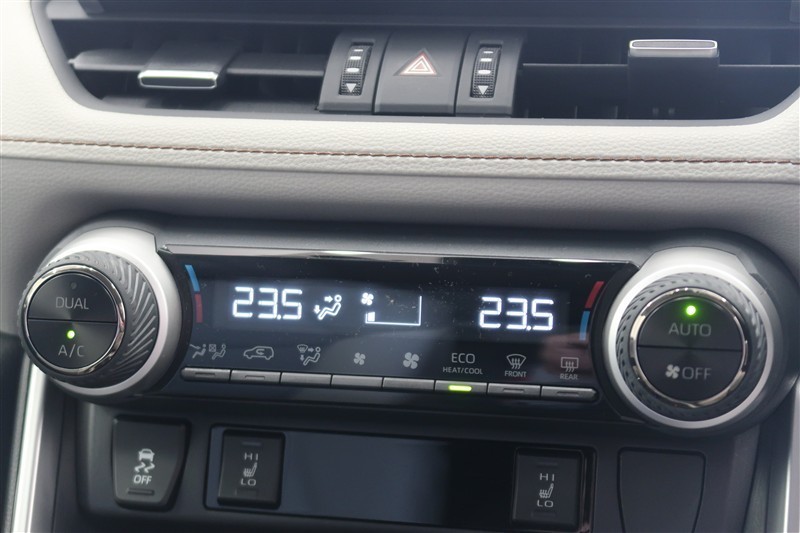 DUAL
A/C
23.5
23.5
ECO
HEAT/COOL
FRONT
REAR
AUTO
OFF
OFF
HI
LO
HI
LO